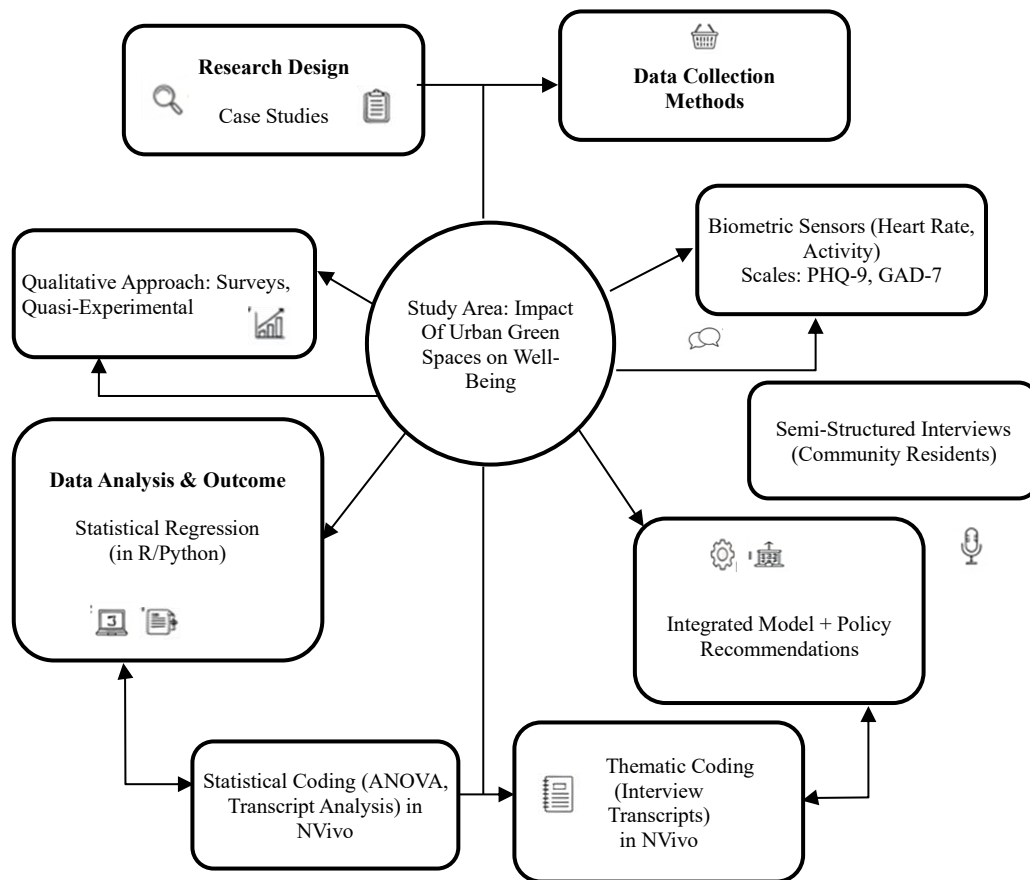 Research Design
Case Studies
Data Collection
Methods
Biometric Sensors (Heart Rate,
Activity)
Scales: PHQ-9, GAD-7
Qualitative Approach: Surveys,
Quasi-Experimental
Study Area: Impact
Of Urban Green
Spaces on Well-
Being
Semi-Structured Interviews
(Community Residents)
Data Analysis & Outcome
Statistical Regression
(in R/Python)
Integrated Model + Policy
Recommendations
Statistical Coding (ANOVA,
Transcript Analysis) in
NVivo
Thematic Coding
(Interview
Transcripts)
in NVivo